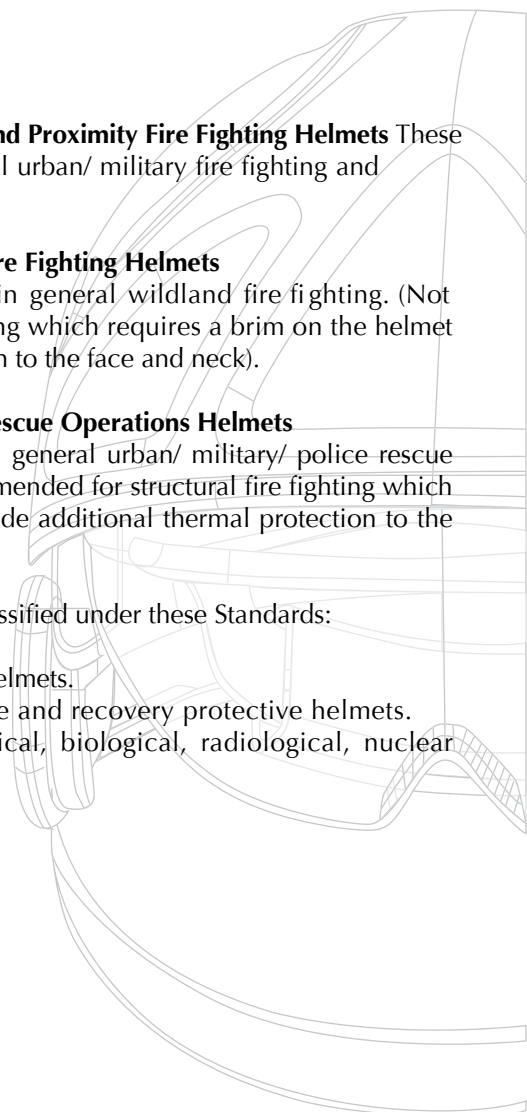 nd Proximity Fire Fighting Helmets These
l urban/ military fire fighting and
re Fighting Helmets
in general wildland fire fighting. (Not
ng which requires a brim on the helmet
n to the face and neck).
escue Operations Helmets
general urban/ military/ police rescue
mended for structural fire fighting which
de additional thermal protection to the
ssified under these Standards:
elmets.
e and recovery protective helmets.
ical, biological, radiological, nuclear